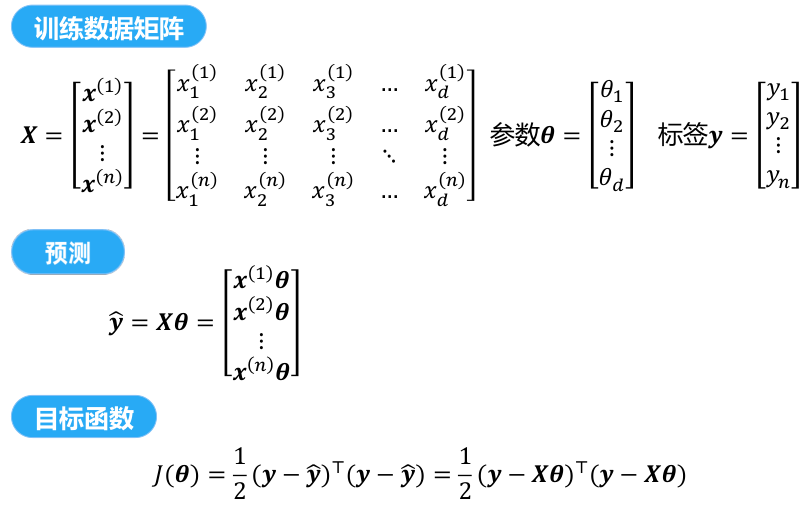 训练数据矩阵
$\boldsymbol{X} = \begin{bmatrix} \boldsymbol{x}^{(1)} \\ \boldsymbol{x}^{(2)} \\ \vdots \\ \boldsymbol{x}^{(n)} \end{bmatrix} = \begin{bmatrix} x_1^{(1)} & x_2^{(1)} & x_3^{(1)} & \dots & x_d^{(1)} \\ x_1^{(2)} & x_2^{(2)} & x_3^{(2)} & \dots & x_d^{(2)} \\ \vdots & \vdots & \vdots & \ddots & \vdots \\ x_1^{(n)} & x_2^{(n)} & x_3^{(n)} & \dots & x_d^{(n)} \end{bmatrix}$ 参数$\boldsymbol{\theta} = \begin{bmatrix} \theta_1 \\ \theta_2 \\ \vdots \\ \theta_d \end{bmatrix}$ 标签$\boldsymbol{y} = \begin{bmatrix} y_1 \\ y_2 \\ \vdots \\ y_n \end{bmatrix}$
预测
$\hat{\boldsymbol{y}} = \boldsymbol{X}\boldsymbol{\theta} = \begin{bmatrix} \boldsymbol{x}^{(1)}\boldsymbol{\theta} \\ \boldsymbol{x}^{(2)}\boldsymbol{\theta} \\ \vdots \\ \boldsymbol{x}^{(n)}\boldsymbol{\theta} \end{bmatrix}$
目标函数
$J(\boldsymbol{\theta}) = \frac{1}{2}(\boldsymbol{y} - \hat{\boldsymbol{y}})^\top(\boldsymbol{y} - \hat{\boldsymbol{y}}) = \frac{1}{2}(\boldsymbol{y} - \boldsymbol{X}\boldsymbol{\theta})^\top(\boldsymbol{y} - \boldsymbol{X}\boldsymbol{\theta})$